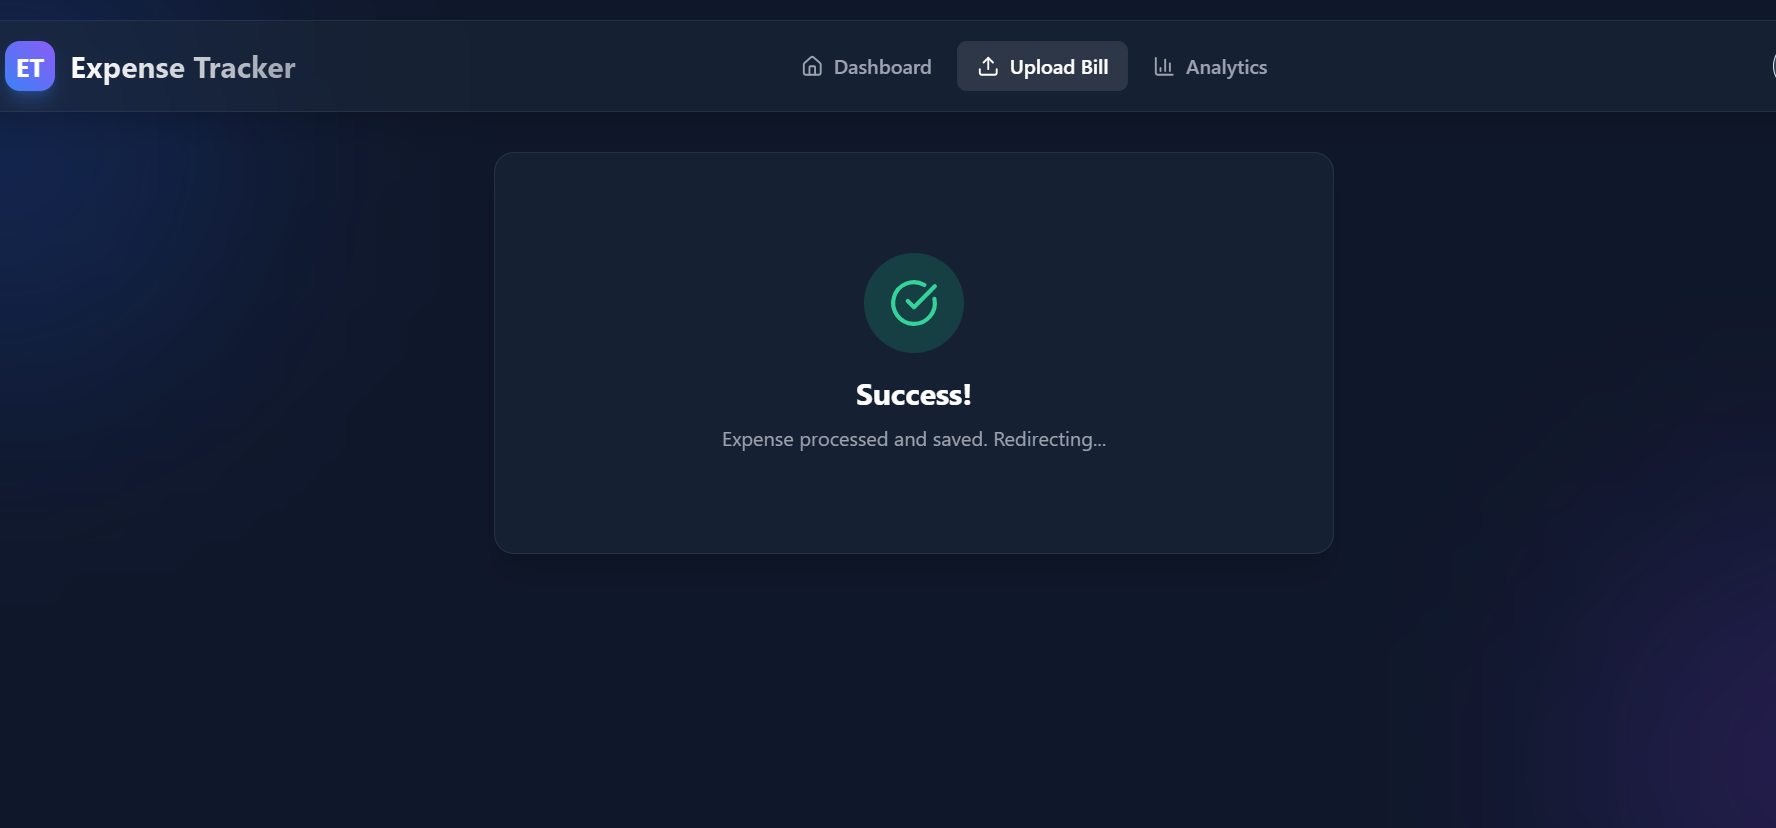 ET Expense Tracker
Dashboard
Upload Bill
Analytics
Success!
Expense processed and saved. Redirecting...